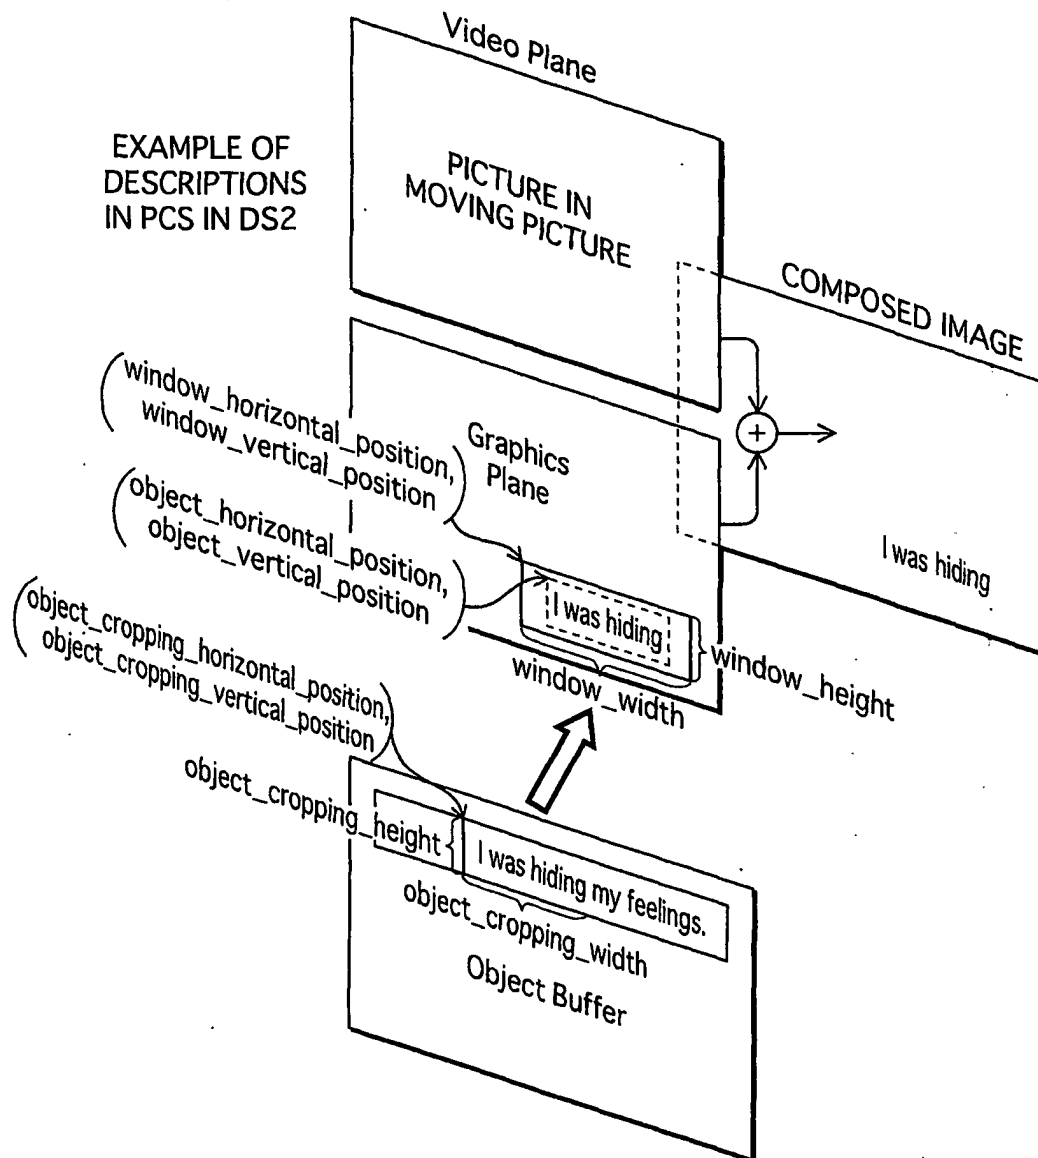 Video Plane
EXAMPLE OF
DESCRIPTIONS
IN PCS IN DS2
PICTURE IN
MOVING PICTURE
COMPOSED IMAGE
(window_horizontal_position,
window_vertical_position)
Graphics
Plane
(object_horizontal_position,
object_vertical_position)
+
I was hiding
I was hiding
(object_cropping_horizontal_position,
object_cropping_vertical_position)
window_height
window_width
object_cropping_height
I was hiding my feelings.
object_cropping_width
Object Buffer